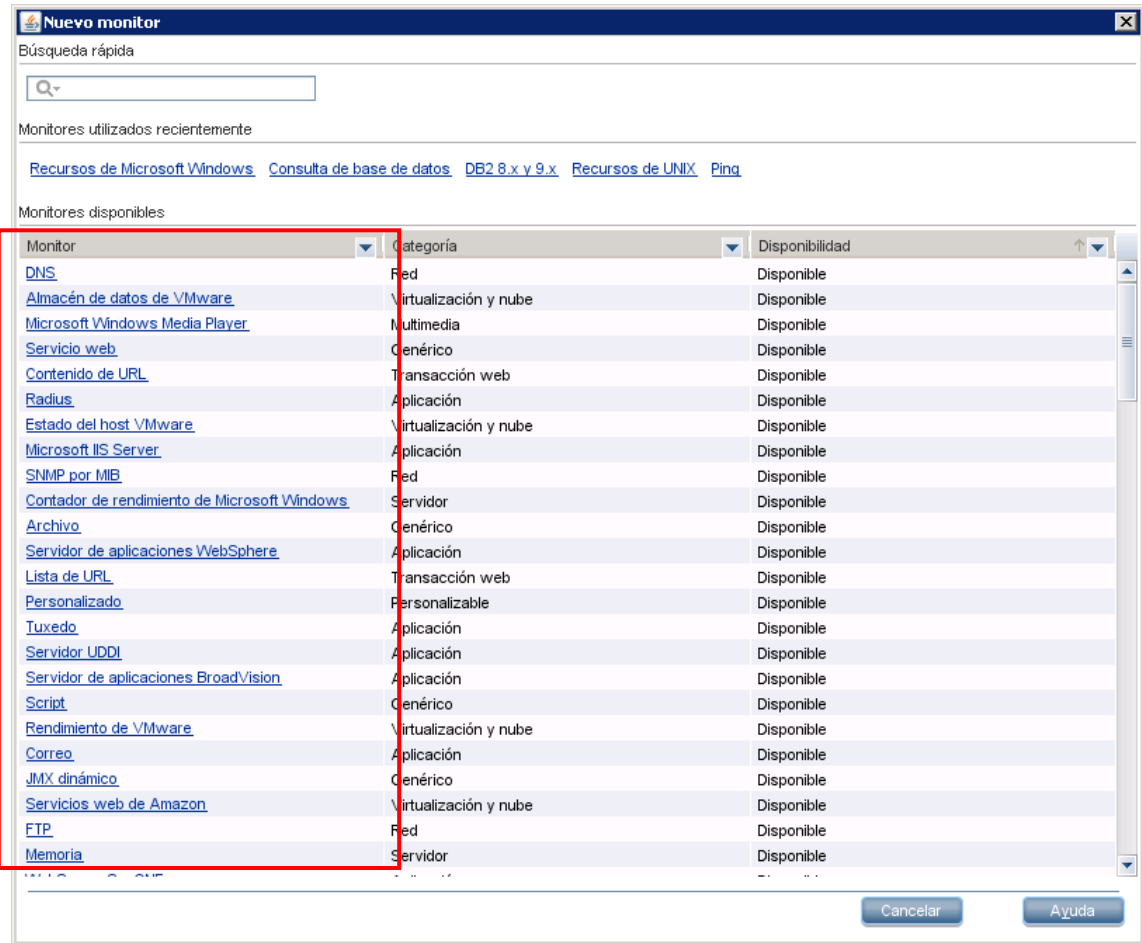 Nuevo monitor
Búsqueda rápida
Monitores utilizados recientemente
Recursos de Microsoft Windows Consulta de base de datos DB2 8.x y 9.x Recursos de UNIX Ping
Monitores disponibles
Monitor Categoría Disponibilidad
DNS Red Disponible
Almacén de datos de VMware Virtualización y nube Disponible
Microsoft Windows Media Player Multimedia Disponible
Servicio web Genérico Disponible
Contenido de URL Transacción web Disponible
Radius Aplicación Disponible
Estado del host VMware Virtualización y nube Disponible
Microsoft IIS Server Aplicación Disponible
SNMP por MIB Red Disponible
Contador de rendimiento de Microsoft Windows Servidor Disponible
Archivo Genérico Disponible
Servidor de aplicaciones WebSphere Aplicación Disponible
Lista de URL Transacción web Disponible
Personalizado Personalizable Disponible
Tuxedo Aplicación Disponible
Servidor UDDI Aplicación Disponible
Servidor de aplicaciones BroadVision Aplicación Disponible
Script Genérico Disponible
Rendimiento de VMware Virtualización y nube Disponible
Correo Aplicación Disponible
JMX dinámico Genérico Disponible
Servicios web de Amazon Virtualización y nube Disponible
FTP Red Disponible
Memoria Servidor Disponible
Cancelar Ayuda